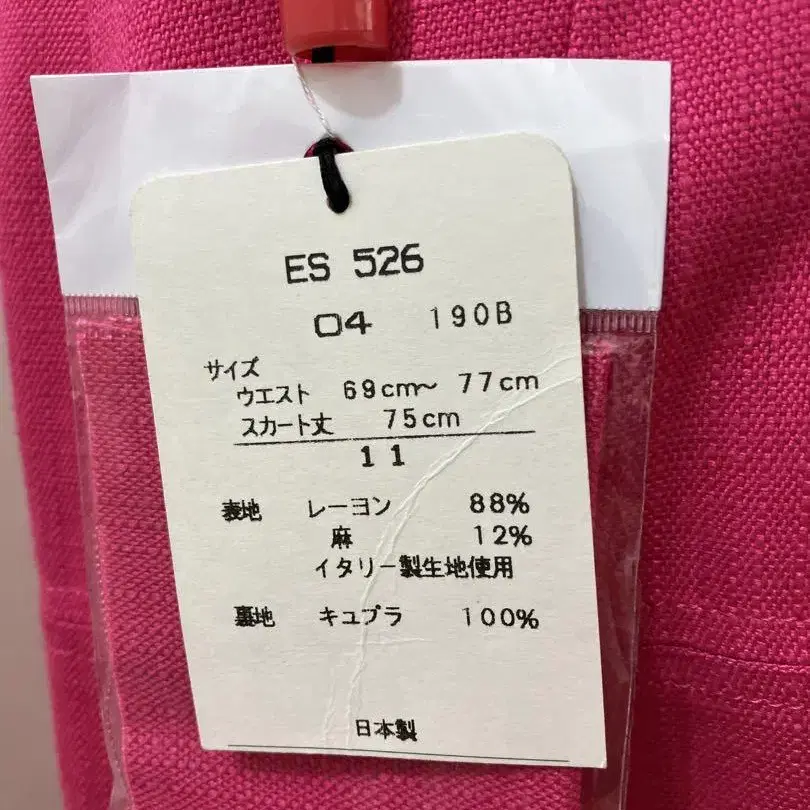 ES 526
04 190B
サイズ
ウエスト 69cm～ 77cm
スカート丈 75cm
11
表地 レーヨン 88%
麻 12%
イタリー製生地使用
裏地 キュプラ 100%
日本製